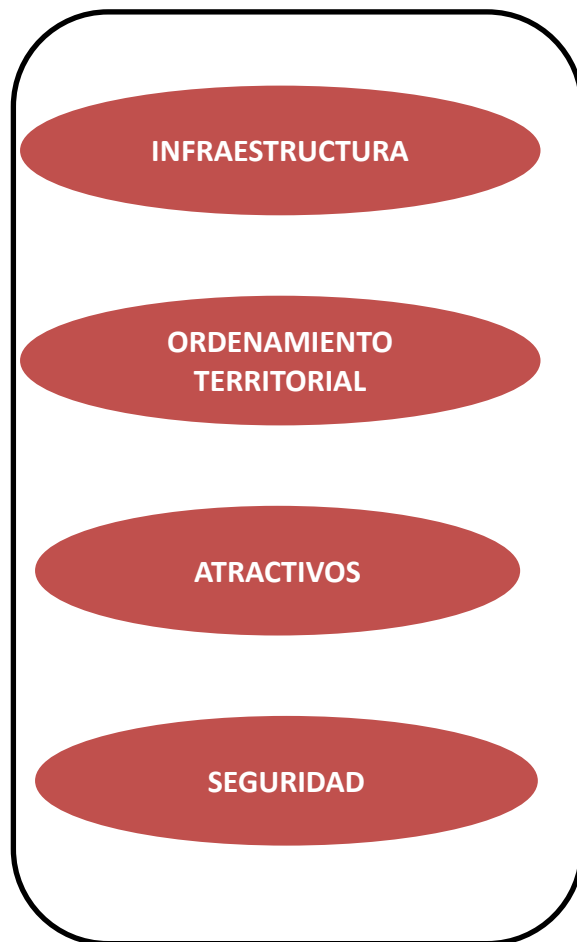 INFRAESTRUCTURA
ORDENAMIENTO
TERRITORIAL
ATRACTIVOS
SEGURIDAD